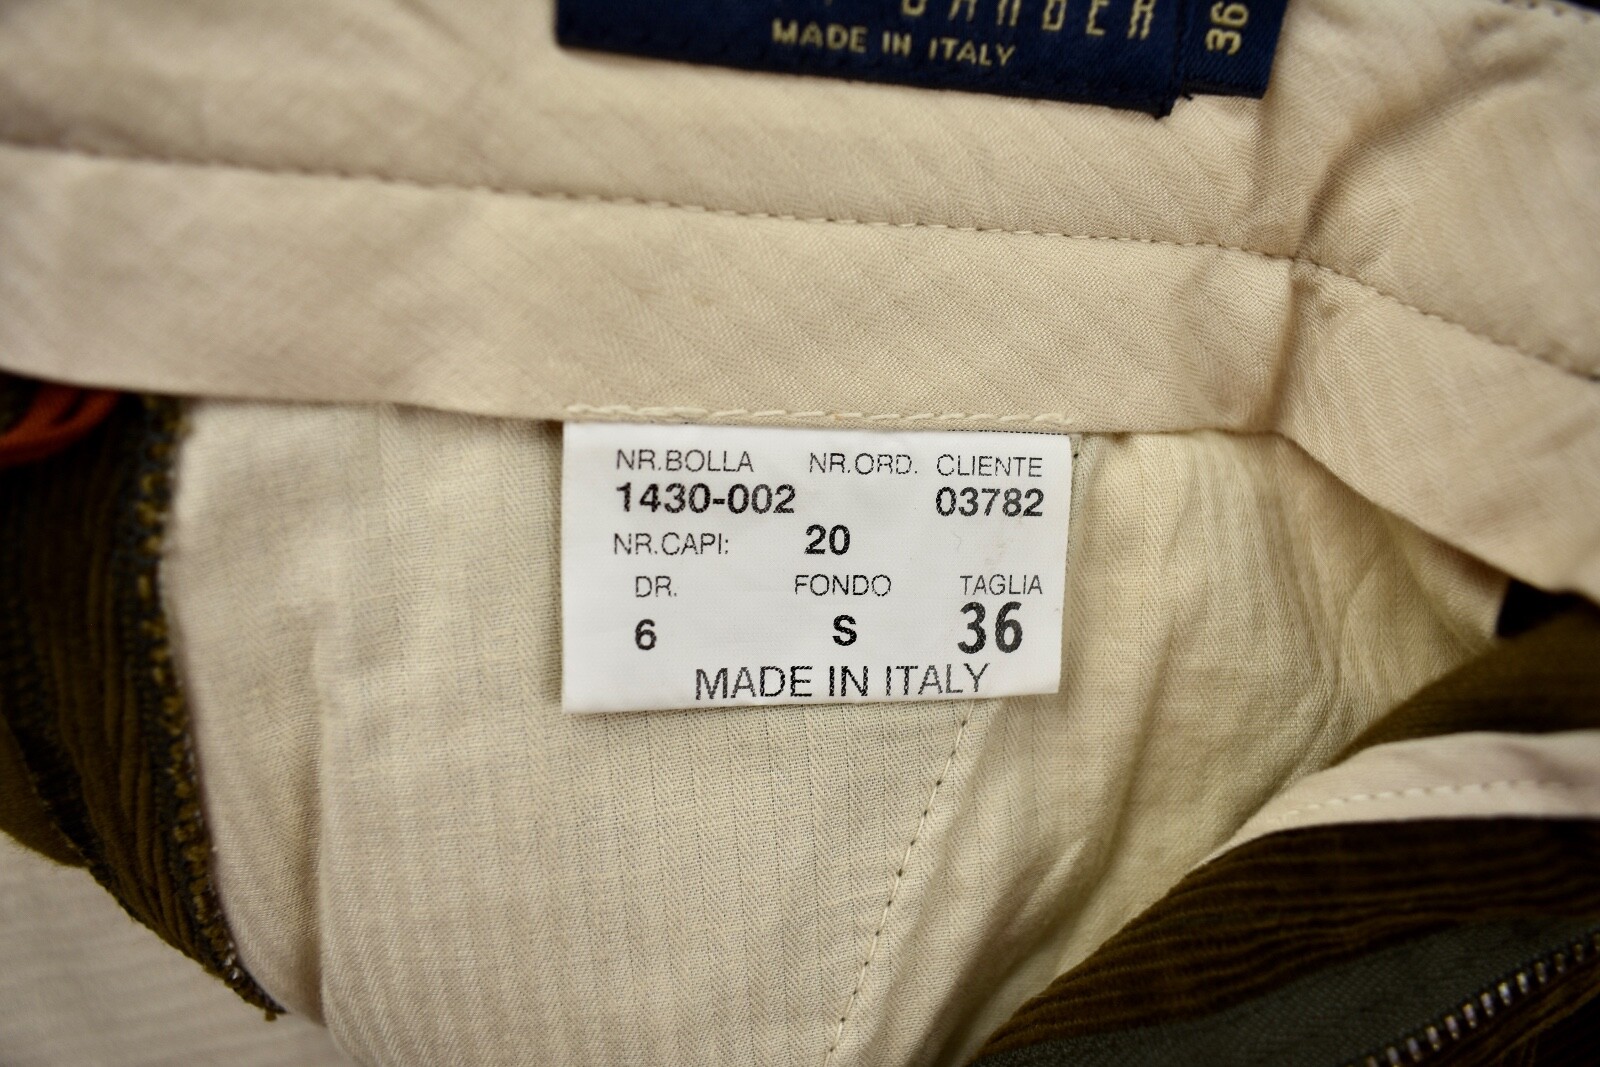 MADE IN ITALY
36
NR.BOLLA NR.ORD. CLIENTE
1430-002 03782
NR.CAPI: 20
DR. FONDO TAGLIA
6 S 36
MADE IN ITALY